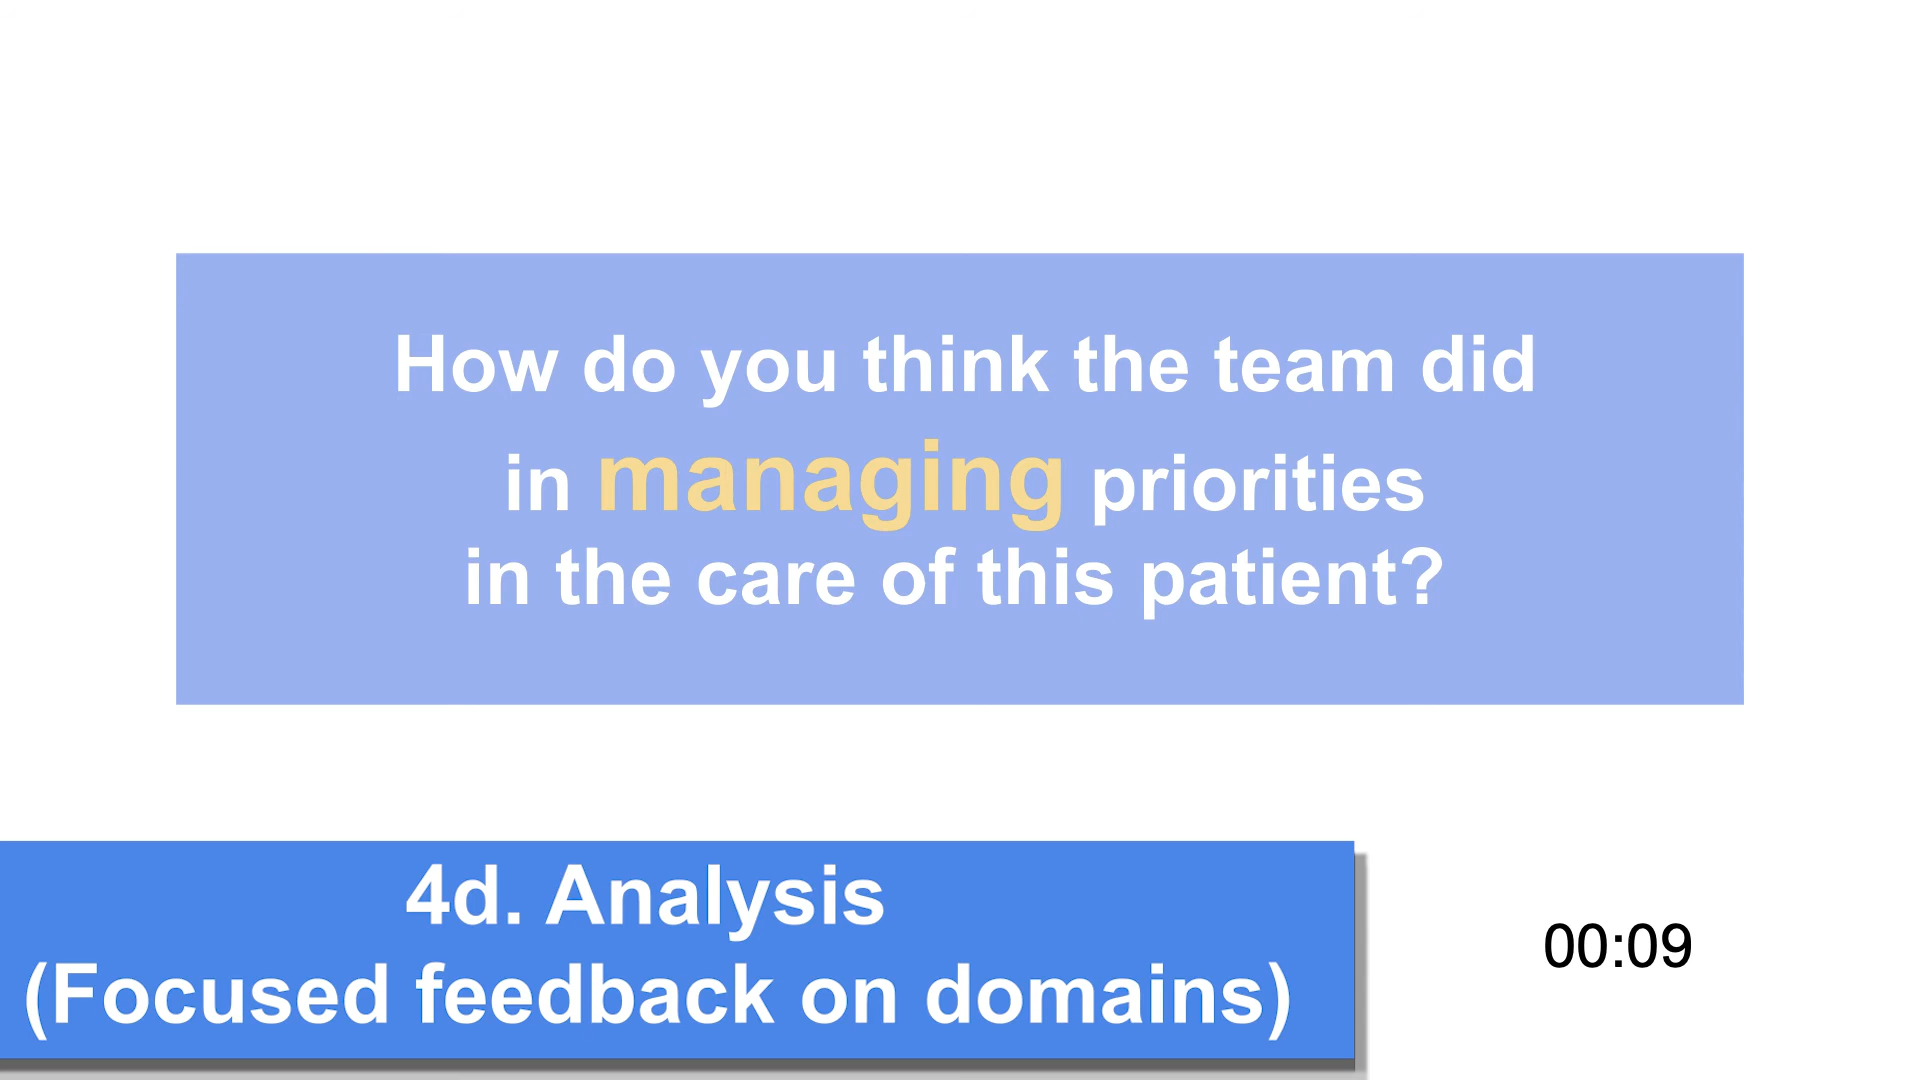 How do you think the team did
in managing priorities
in the care of this patient?
4d. Analysis
(Focused feedback on domains)
00:09